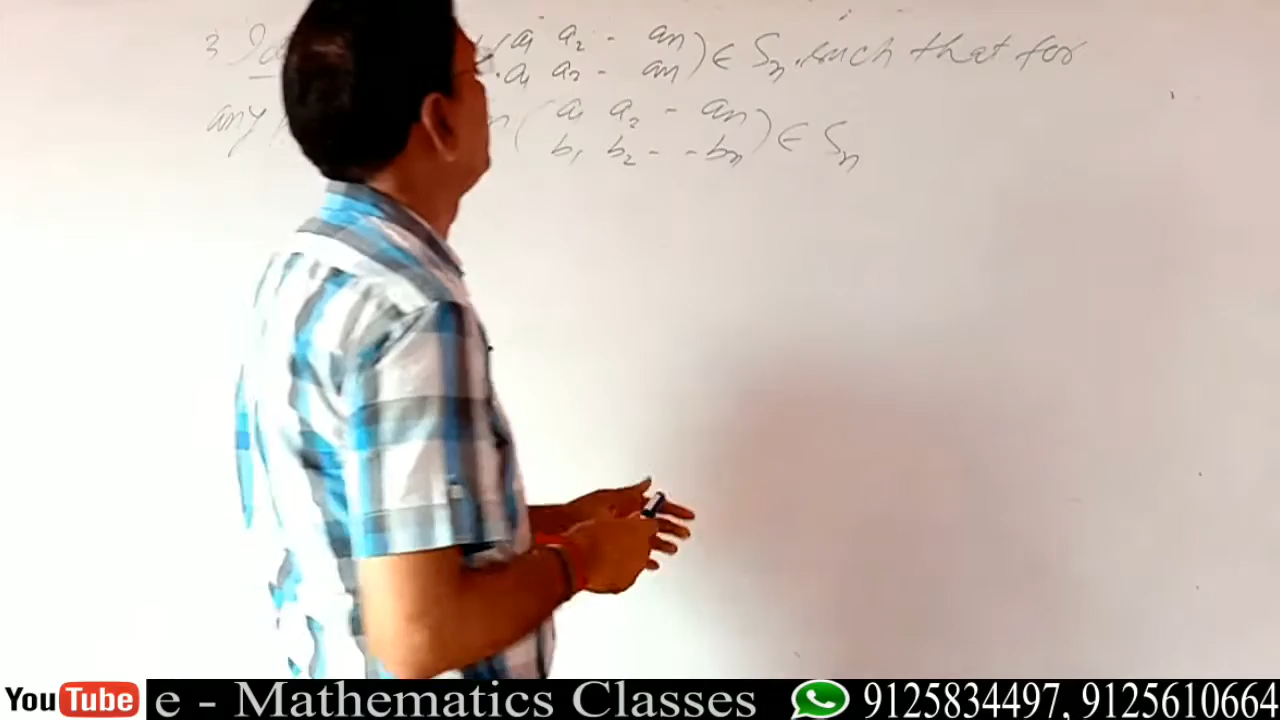 3 ( a1 a2 - an ) ∈ Sn. such that for
a1 a2 - an
any ( a1 a2 - an ) ∈ Sn
b1 b2 - - bn
YouTube e - Mathematics Classes 9125834497, 9125610664